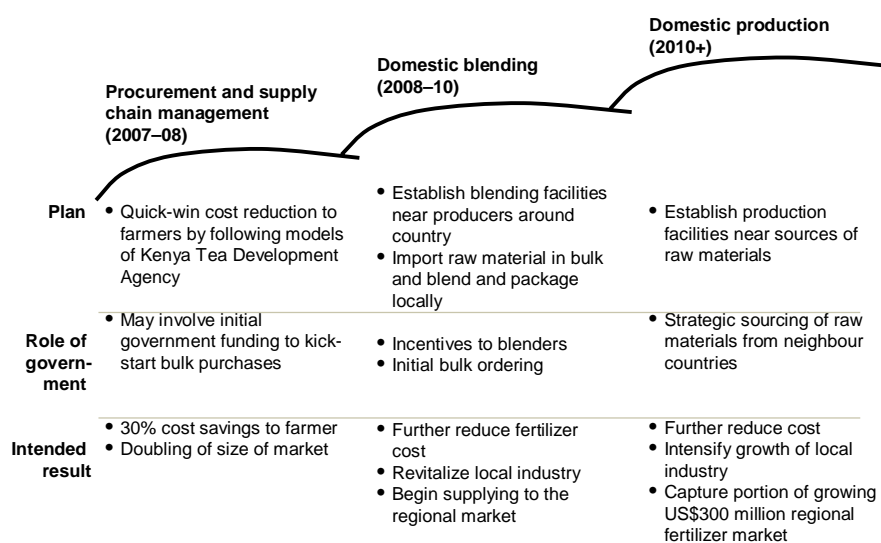 Procurement and supply
chain management
(2007–08)
Domestic blending
(2008–10)
Domestic production
(2010+)
Plan
• Quick-win cost reduction to
farmers by following models
of Kenya Tea Development
Agency
• Establish blending facilities
near producers around
country
• Import raw material in bulk
and blend and package
locally
• Establish production
facilities near sources of
raw materials
Role of
govern-
ment
• May involve initial
government funding to kick-
start bulk purchases
• Incentives to blenders
• Initial bulk ordering
• Strategic sourcing of raw
materials from neighbour
countries
Intended
result
• 30% cost savings to farmer
• Doubling of size of market
• Further reduce fertilizer
cost
• Revitalize local industry
• Begin supplying to the
regional market
• Further reduce cost
• Intensify growth of local
industry
• Capture portion of growing
US$300 million regional
fertilizer market